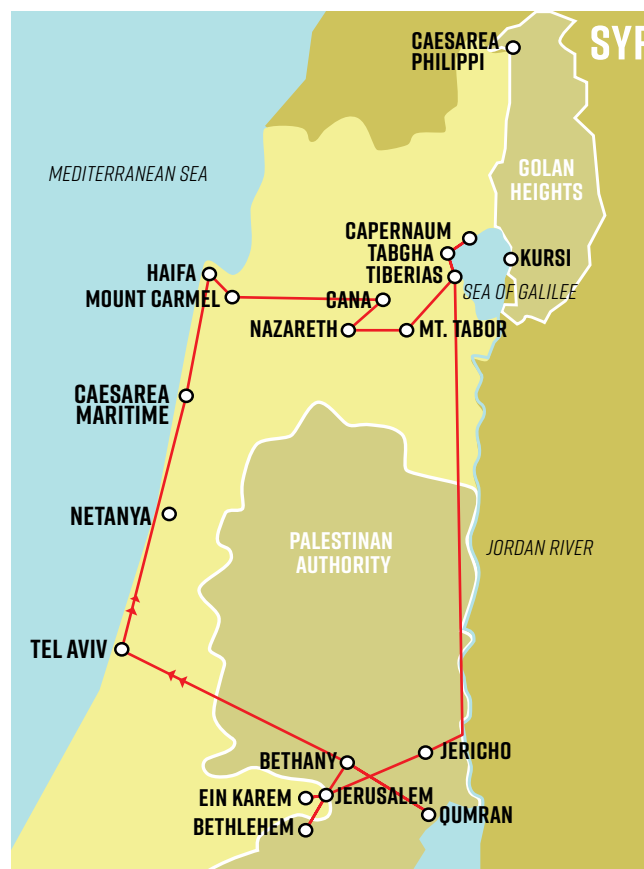 CAESAREA
PHILIPPI
SYR
MEDITERRANEAN SEA
GOLAN
HEIGHTS
CAPERNAUM
TABGHA
KURSI
HAIFA
TIBERIAS
MOUNT CARMEL
CANA
SEA OF GALILEE
NAZARETH
MT. TABOR
CAESAREA
MARITIME
NETANYA
PALESTINAN
AUTHORITY
JORDAN RIVER
TEL AVIV
BETHANY
JERICHO
EIN KAREM
JERUSALEM
BETHLEHEM
QUMRAN